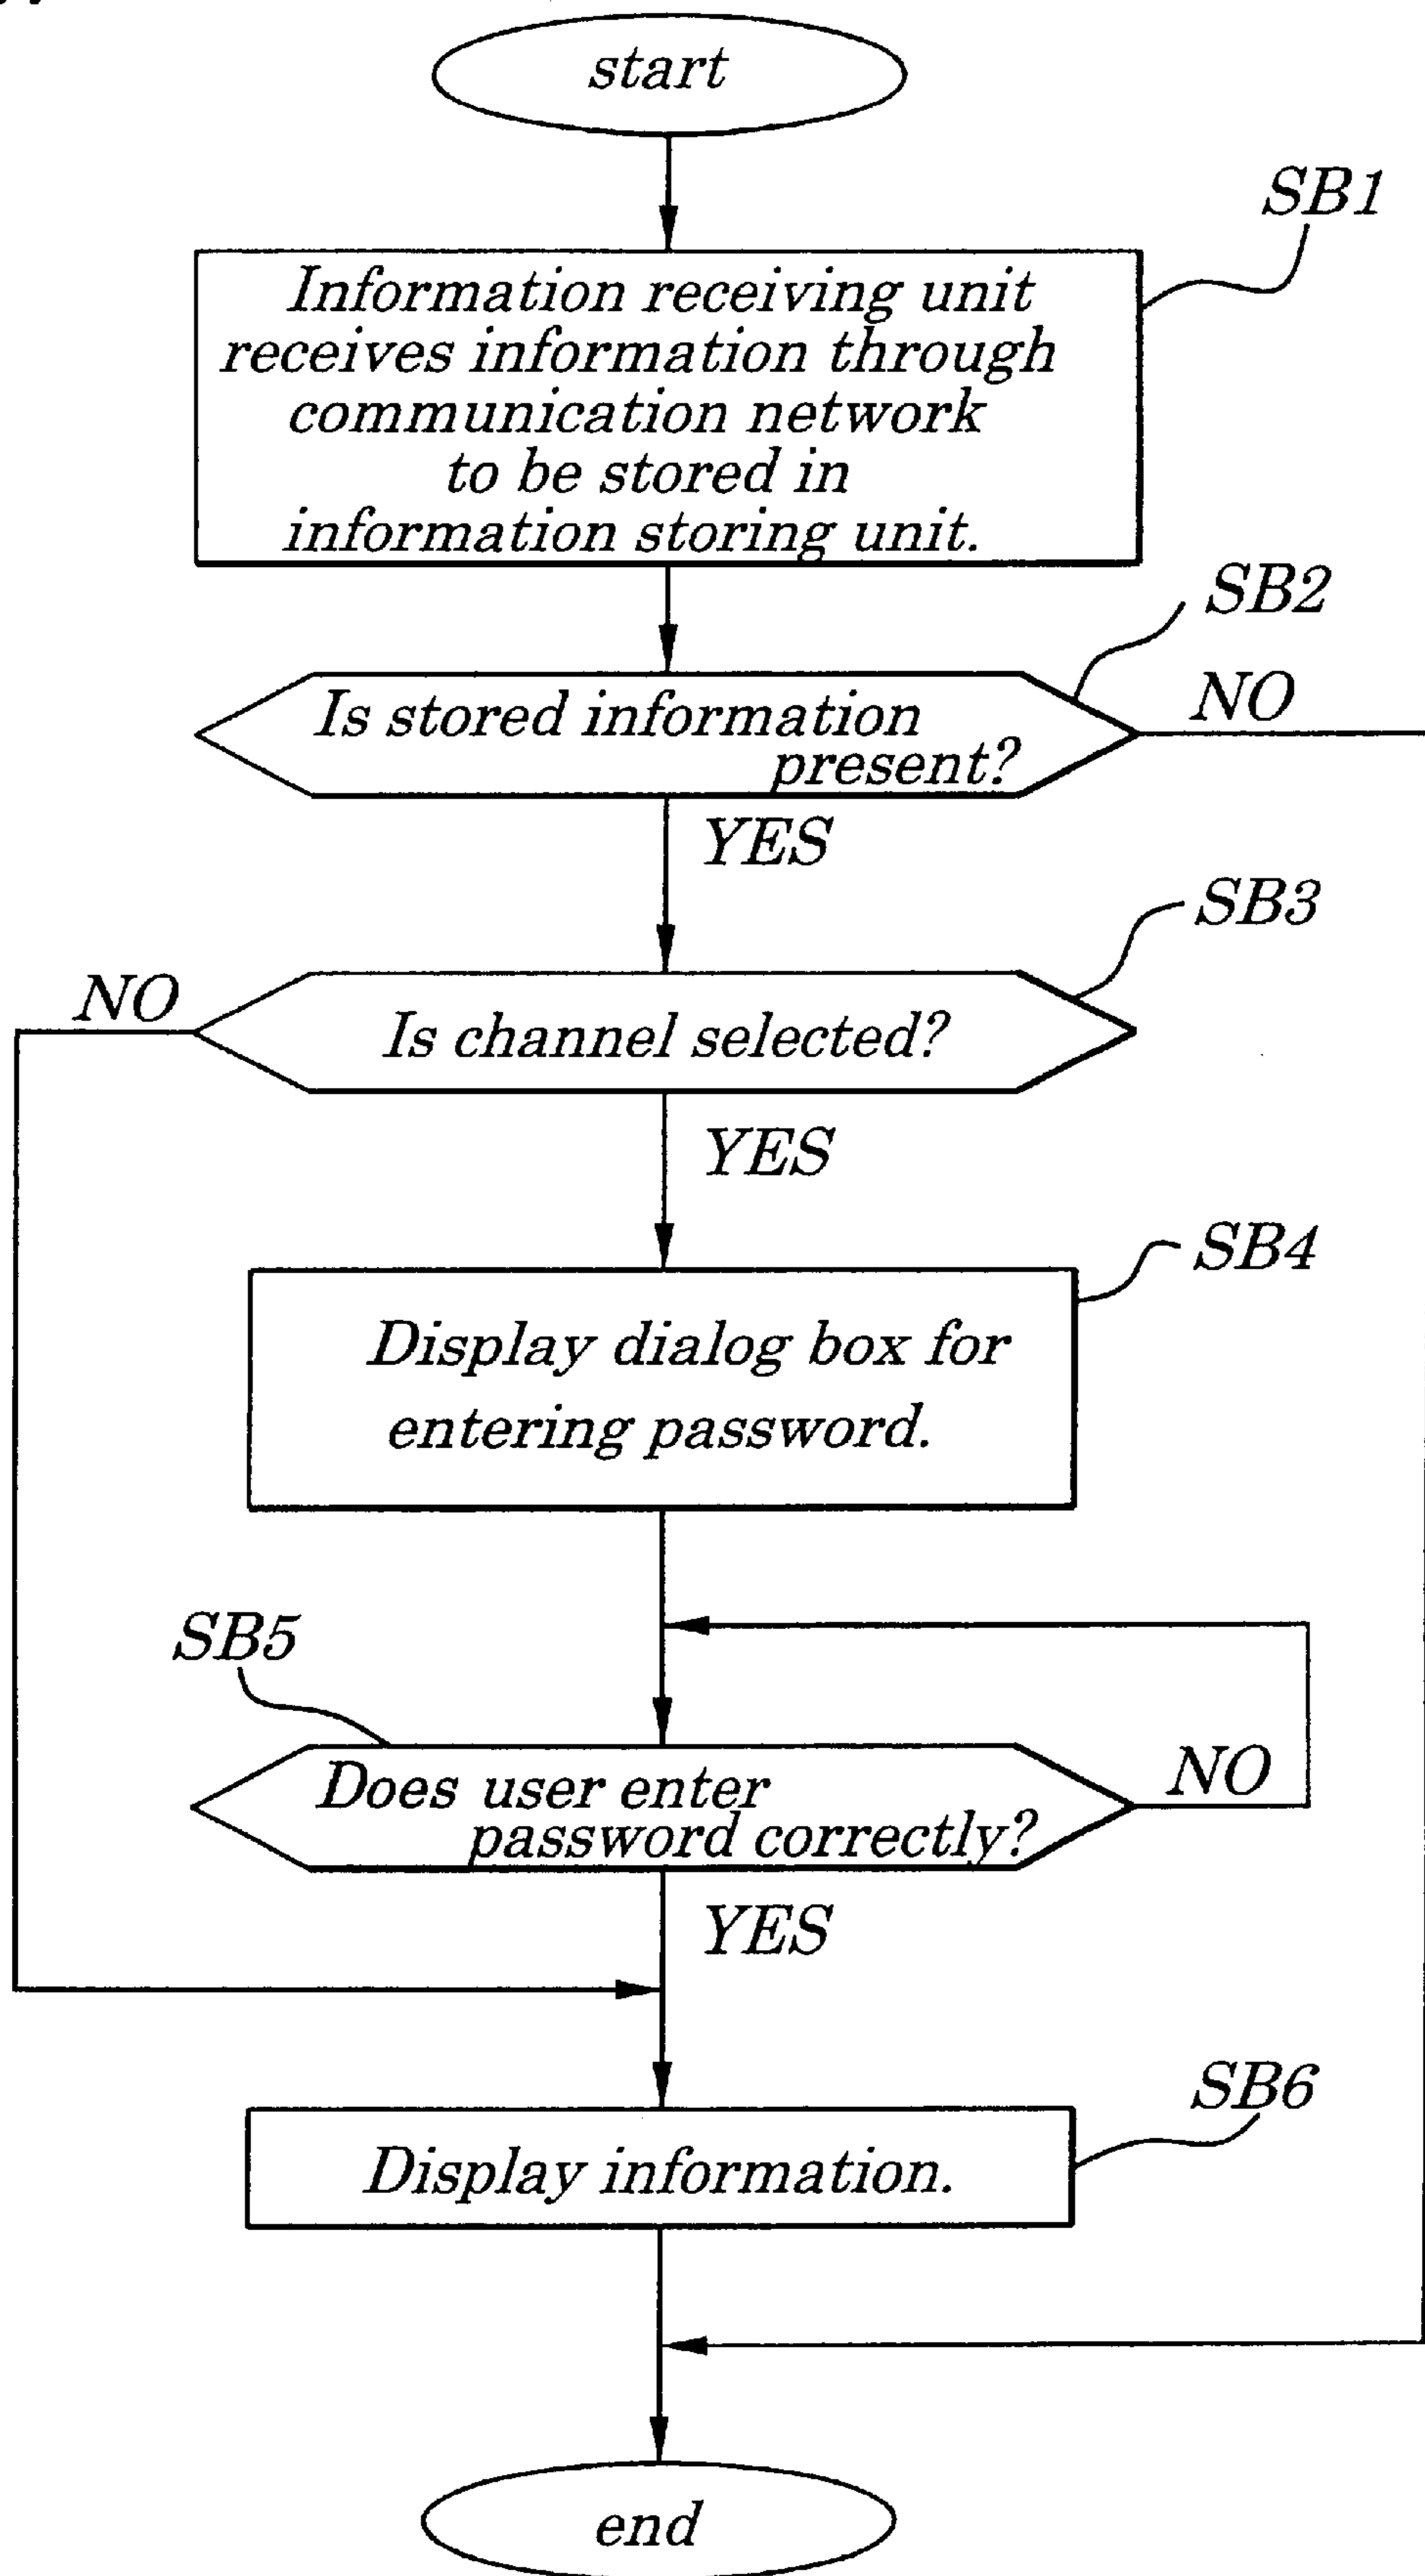 start
SB1
Information receiving unit
receives information through
communication network
to be stored in
information storing unit.
SB2
NO
Is stored information
present?
YES
SB3
NO
Is channel selected?
YES
SB4
Display dialog box for
entering password.
SB5
Does user enter
password correctly?
NO
YES
SB6
Display information.
end